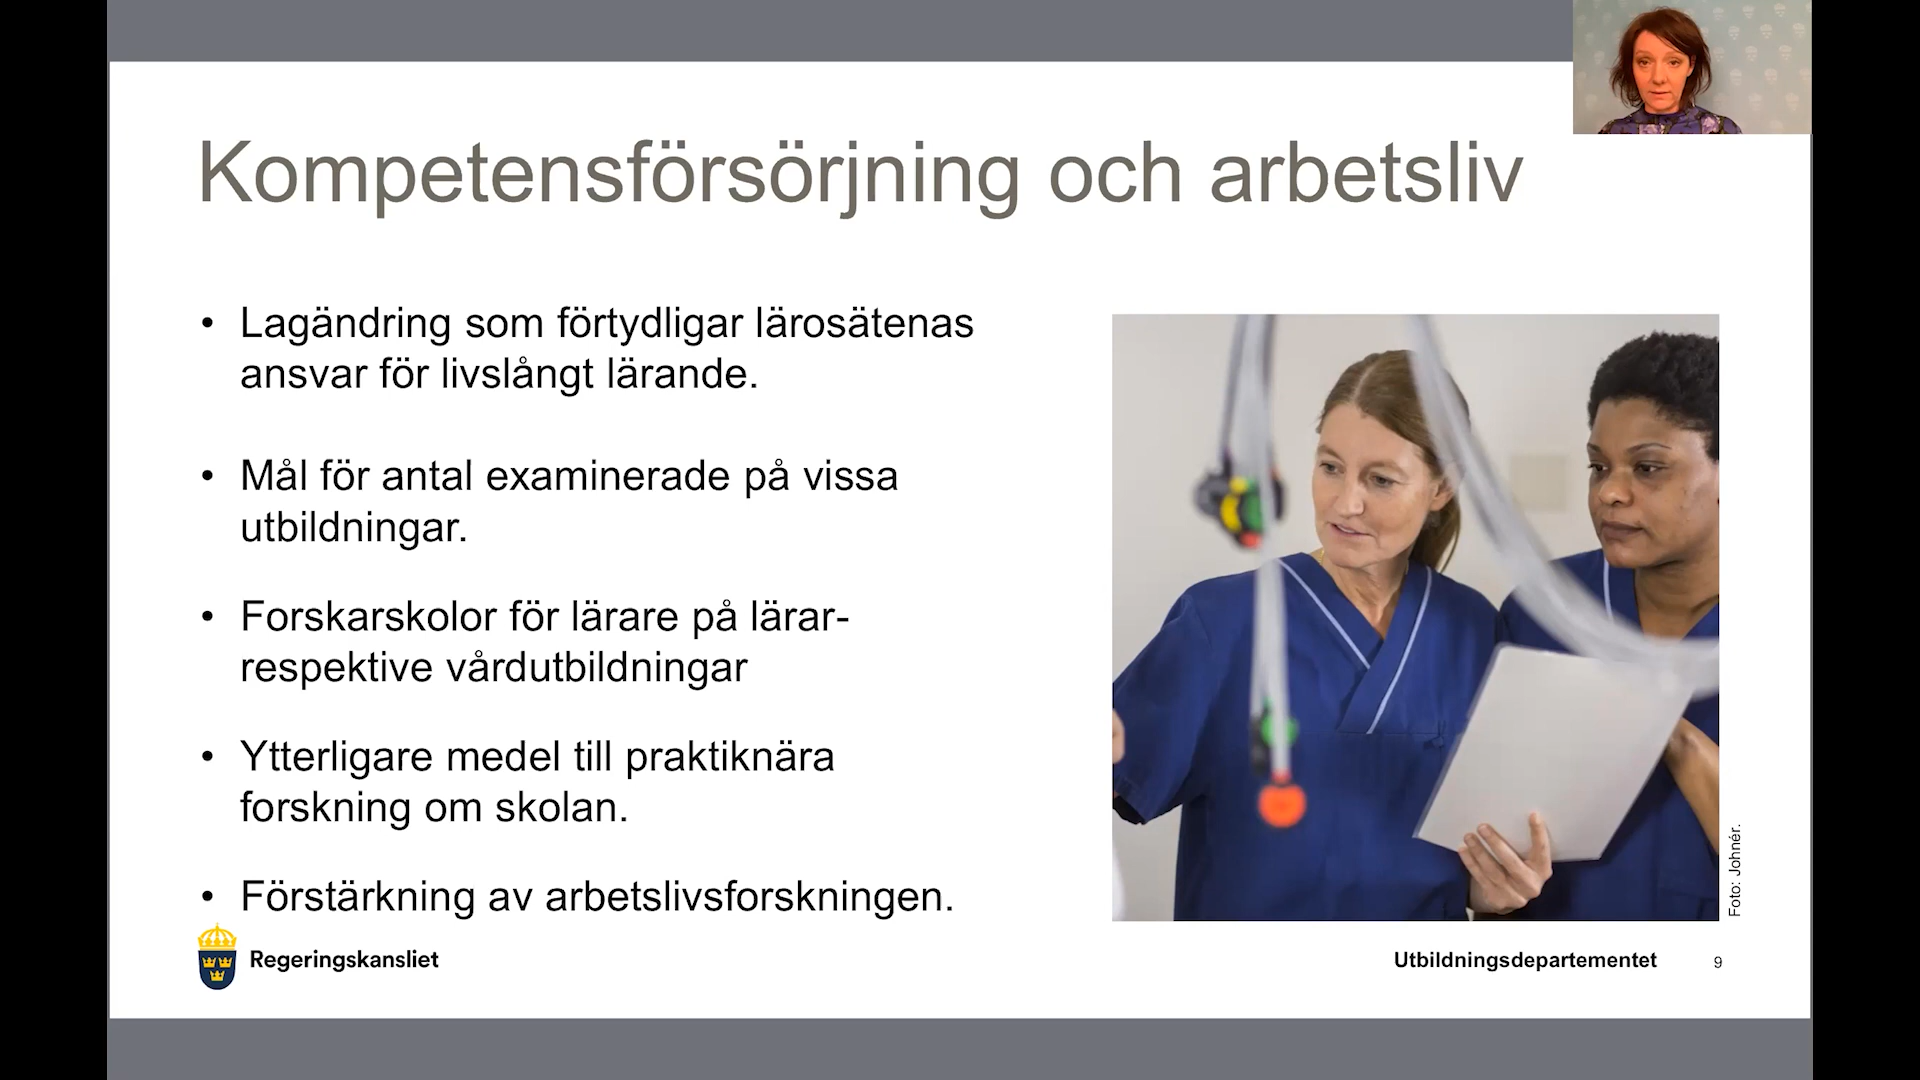 Kompetensförsörjning och arbetsliv
• Lagändring som förtydligar lärosätenas
ansvar för livslångt lärande.
• Mål för antal examinerade på vissa
utbildningar.
• Forskarskolor för lärare på lärar-
respektive vårdutbildningar
• Ytterligare medel till praktiknära
forskning om skolan.
• Förstärkning av arbetslivsforskningen.
Foto: Johnér.
Regeringskansliet
Utbildningsdepartementet
9